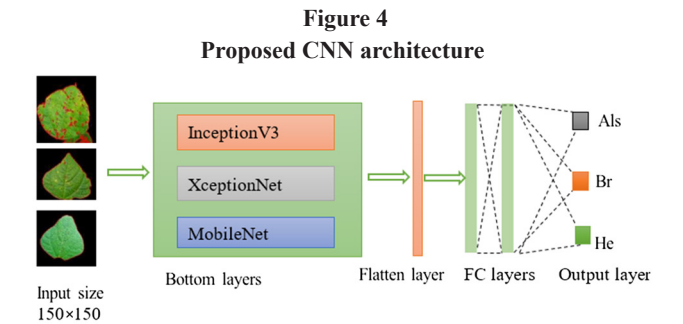 Figure 4
Proposed CNN architecture
InceptionV3
XceptionNet
MobileNet
Als
Br
He
Bottom layers
Flatten layer
FC layers
Output layer
Input size
150×150